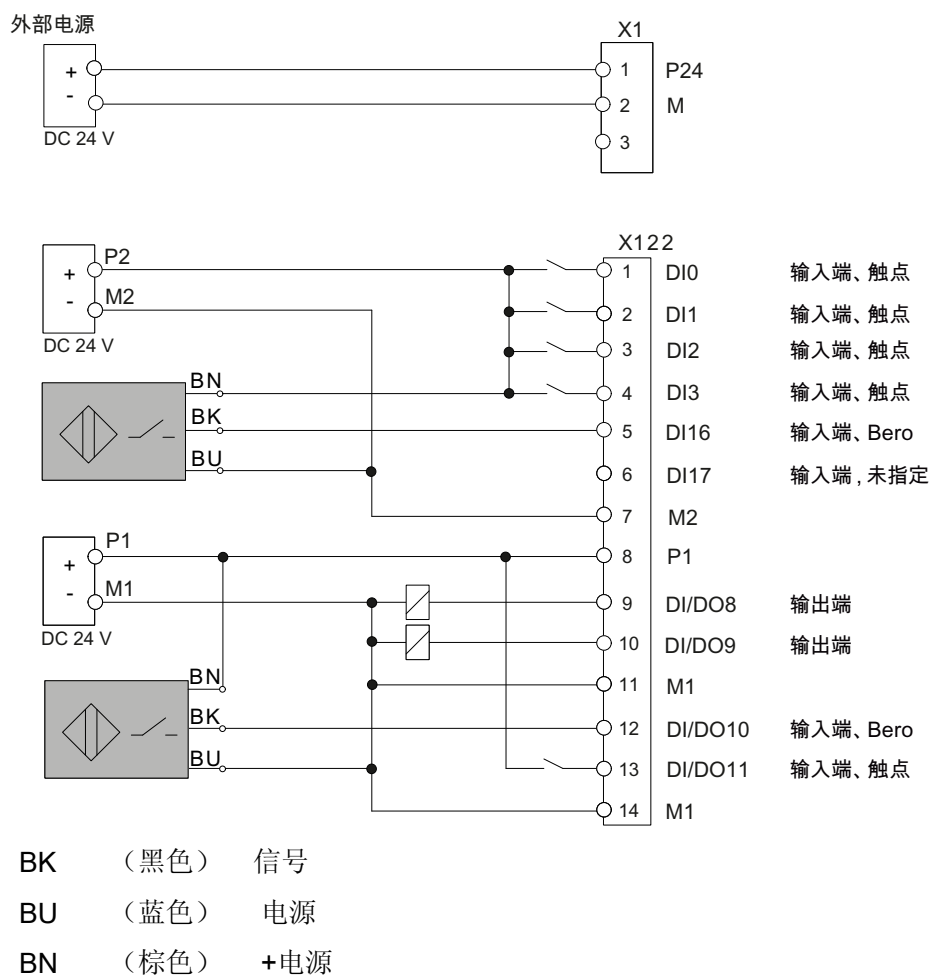 外部电源
X1
+ 1 P24
- 2 M
DC 24 V
3
X122
P2
+ 1 DI0 输入端、触点
M2
- 2 DI1 输入端、触点
DC 24 V
3 DI2 输入端、触点
BN
4 DI3 输入端、触点
BK
5 DI16 输入端、Bero
BU
6 DI17 输入端,未指定
7 M2
P1
+ 8 P1
M1
- 9 DI/DO8 输出端
DC 24 V
10 DI/DO9 输出端
BN
11 M1
BK
12 DI/DO10 输入端、Bero
BU
13 DI/DO11 输入端、触点
14 M1
BK （黑色） 信号
BU （蓝色） 电源
BN （棕色） +电源